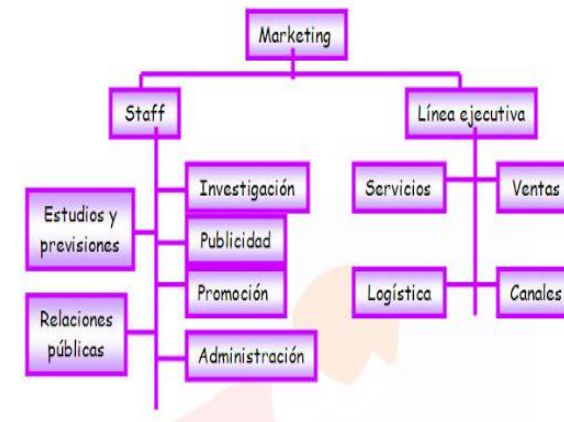 Marketing
Staff
Línea ejecutiva
Investigación
Servicios
Ventas
Estudios y
previsiones
Publicidad
Promoción
Logística
Canales
Relaciones
públicas
Administración